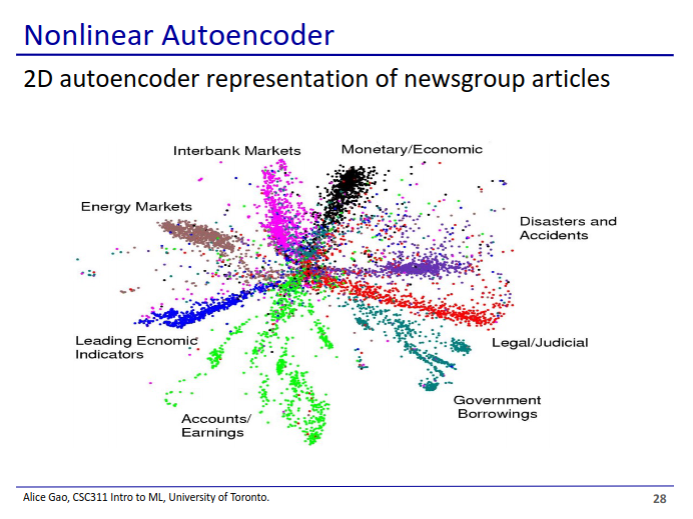 Nonlinear Autoencoder
2D autoencoder representation of newsgroup articles
Interbank Markets
Monetary/Economic
Energy Markets
Disasters and
Accidents
Leading Ecnomic
Indicators
Legal/Judicial
Government
Borrowings
Accounts/
Earnings
Alice Gao, CSC311 Intro to ML, University of Toronto.
28